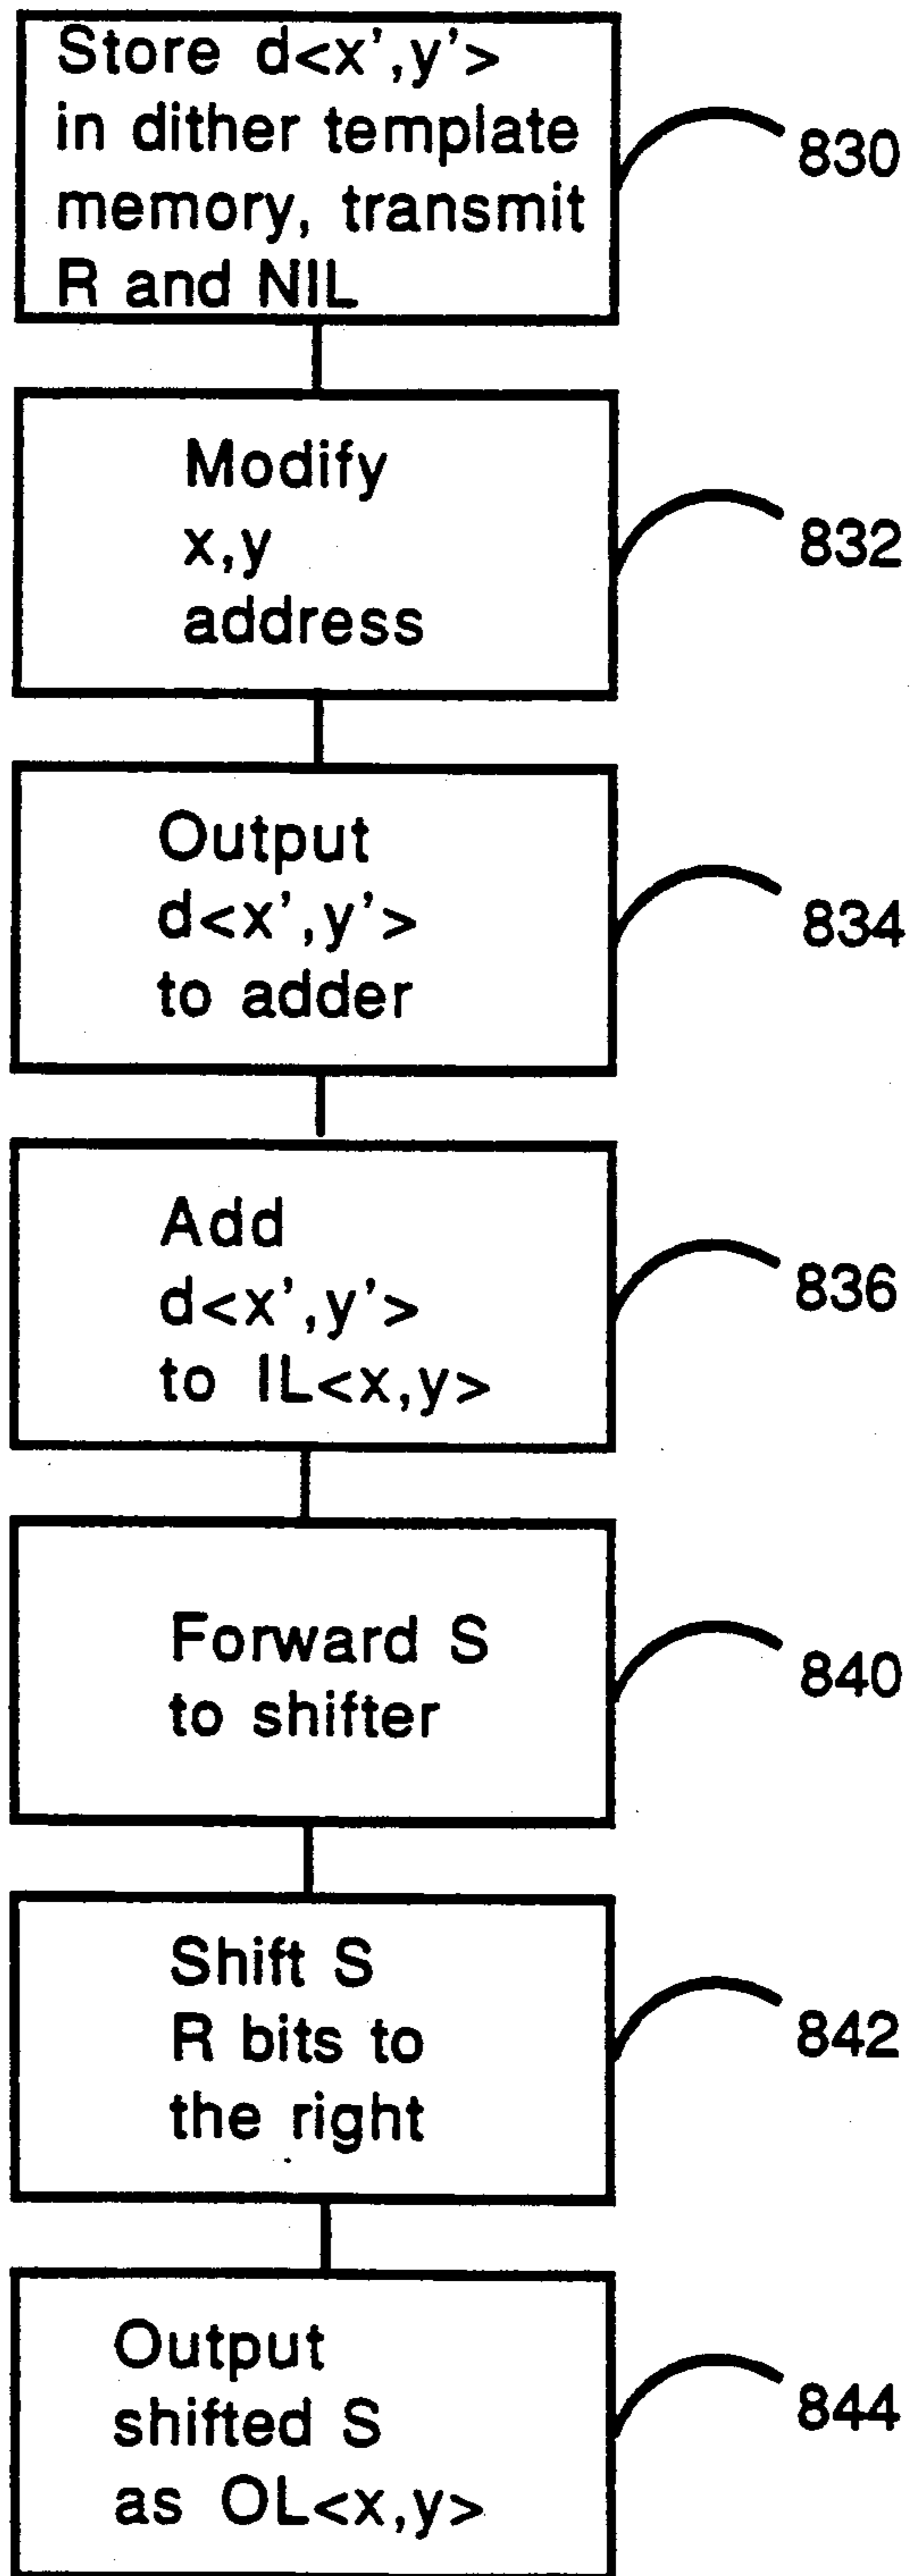 Store d<x',y'>
in dither template
memory, transmit
R and NIL
830
Modify
x,y
address
832
Output
d<x',y'>
to adder
834
Add
d<x',y'>
to IL<x,y>
836
Forward S
to shifter
840
Shift S
R bits to
the right
842
Output
shifted S
as OL<x,y>
844